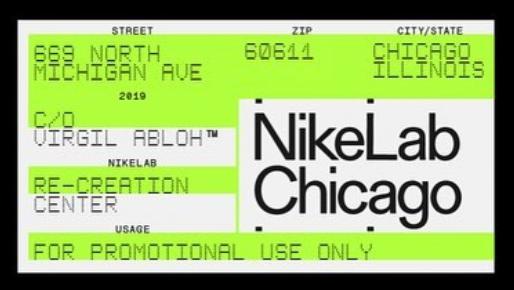 STREET ZIP CITY/STATE
669 NORTH 60611 CHICAGO
MICHIGAN AVE ILLINOIS
2019
C/O
VIRGIL ABLOH™
NIKELAB
RE-CREATION
CENTER
USAGE
FOR PROMOTIONAL USE ONLY
NikeLab
Chicago